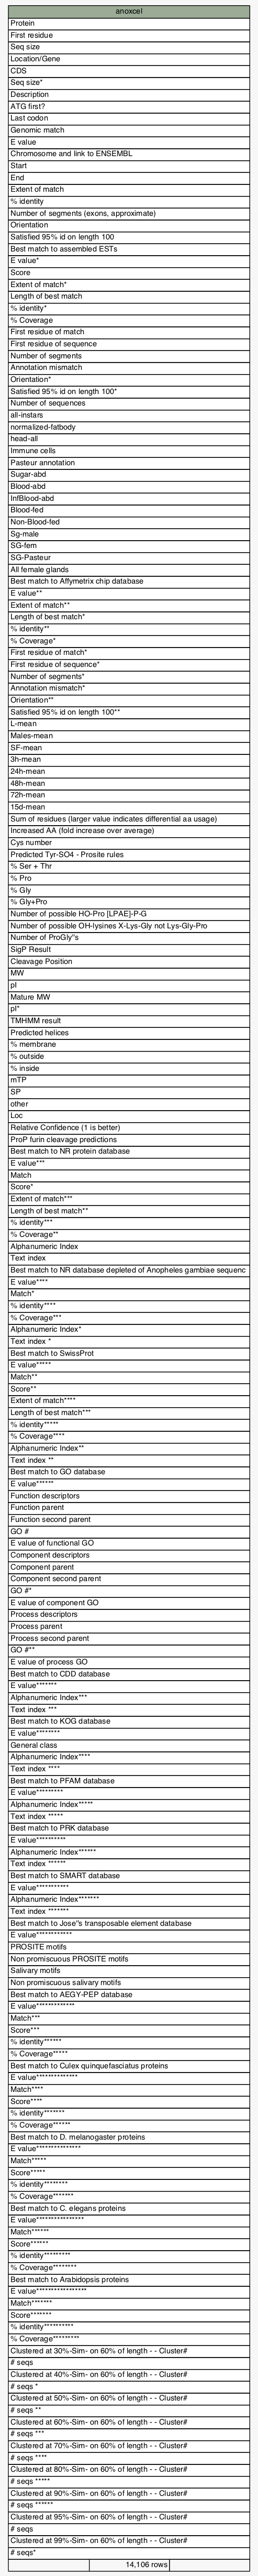 anoxcel
Protein
First residue
Seq size
Location/Gene
CDS
Seq size*
Description
ATG first?
Last codon
Genomic match
E value
Chromosome and link to ENSEMBL
Start
End
Extent of match
% identity
Number of segments (exons, approximate)
Orientation
Satisfied 95% id on length 100
Best match to assembled ESTs
E value*
Score
Extent of match*
Length of best match
% identity*
% Coverage
First residue of match
First residue of sequence
Number of segments
Annotation mismatch
Orientation*
Satisfied 95% id on length 100*
Number of sequences
all-instars
normalized-fatbody
head-all
Immune cells
Pasteur annotation
Sugar-abd
Blood-abd
InfBlood-abd
Blood-fed
Non-Blood-fed
Sg-male
SG-fem
SG-Pasteur
All female glands
Best match to Affymetrix chip database
E value**
Extent of match**
Length of best match*
% identity**
% Coverage*
First residue of match*
First residue of sequence*
Number of segments*
Annotation mismatch*
Orientation**
Satisfied 95% id on length 100**
L-mean
Males-mean
SF-mean
3h-mean
24h-mean
48h-mean
72h-mean
15d-mean
Sum of residues (larger value indicates differential aa usage)
Increased AA (fold increase over average)
Cys number
Predicted Tyr-SO4 - Prosite rules
% Ser + Thr
% Pro
% Gly
% Gly+Pro
Number of possible HO-Pro [LPAE]-P-G
Number of possible OH-lysines X-Lys-Gly not Lys-Gly-Pro
Number of ProGly''s
SigP Result
Cleavage Position
MW
pI
Mature MW
pI*
TMHMM result
Predicted helices
% membrane
% outside
% inside
mTP
SP
other
Loc
Relative Confidence (1 is better)
ProP furin cleavage predictions
Best match to NR protein database
E value***
Match
Score*
Extent of match***
Length of best match**
% identity***
% Coverage**
Alphanumeric Index
Text index
Best match to NR database depleted of Anopheles gambiae sequenc
E value****
Match*
% identity****
% Coverage***
Alphanumeric Index*
Text index *
Best match to SwissProt
E value*****
Match**
Score**
Extent of match****
Length of best match***
% identity*****
% Coverage****
Alphanumeric Index**
Text index **
Best match to GO database
E value******
Function descriptors
Function parent
Function second parent
GO #
E value of functional GO
Component descriptors
Component parent
Component second parent
GO #*
E value of component GO
Process descriptors
Process parent
Process second parent
GO #**
E value of process GO
Best match to CDD database
E value*******
Alphanumeric Index***
Text index ***
Best match to KOG database
E value********
General class
Alphanumeric Index****
Text index ****
Best match to PFAM database
E value*********
Alphanumeric Index*****
Text index *****
Best match to PRK database
E value**********
Alphanumeric Index******
Text index ******
Best match to SMART database
E value***********
Alphanumeric Index*******
Text index *******
Best match to Jose''s transposable element database
E value************
PROSITE motifs
Non promiscuous PROSITE motifs
Salivary motifs
Non promiscuous salivary motifs
Best match to AEGY-PEP database
E value*************
Match***
Score***
% identity******
% Coverage*****
Best match to Culex quinquefasciatus proteins
E value**************
Match****
Score****
% identity*******
% Coverage******
Best match to D. melanogaster proteins
E value***************
Match*****
Score*****
% identity********
% Coverage*******
Best match to C. elegans proteins
E value****************
Match******
Score******
% identity*********
% Coverage********
Best match to Arabidopsis proteins
E value*****************
Match*******
Score*******
% identity**********
% Coverage*********
Clustered at 30%-Sim- on 60% of length - - Cluster#
# seqs
Clustered at 40%-Sim- on 60% of length - - Cluster#
# seqs *
Clustered at 50%-Sim- on 60% of length - - Cluster#
# seqs **
Clustered at 60%-Sim- on 60% of length - - Cluster#
# seqs ***
Clustered at 70%-Sim- on 60% of length - - Cluster#
# seqs ****
Clustered at 80%-Sim- on 60% of length - - Cluster#
# seqs *****
Clustered at 90%-Sim- on 60% of length - - Cluster#
# seqs ******
Clustered at 95%-Sim- on 60% of length - - Cluster#
# seqs
Clustered at 99%-Sim- on 60% of length - - Cluster#
# seqs*
14,106 rows